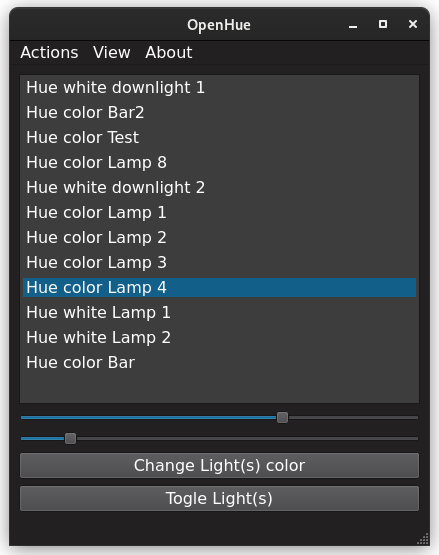 OpenHue
Actions View About
Hue white downlight 1
Hue color Bar2
Hue color Test
Hue color Lamp 8
Hue white downlight 2
Hue color Lamp 1
Hue color Lamp 2
Hue color Lamp 3
Hue color Lamp 4
Hue white Lamp 1
Hue white Lamp 2
Hue color Bar
Change Light(s) color
Togle Light(s)